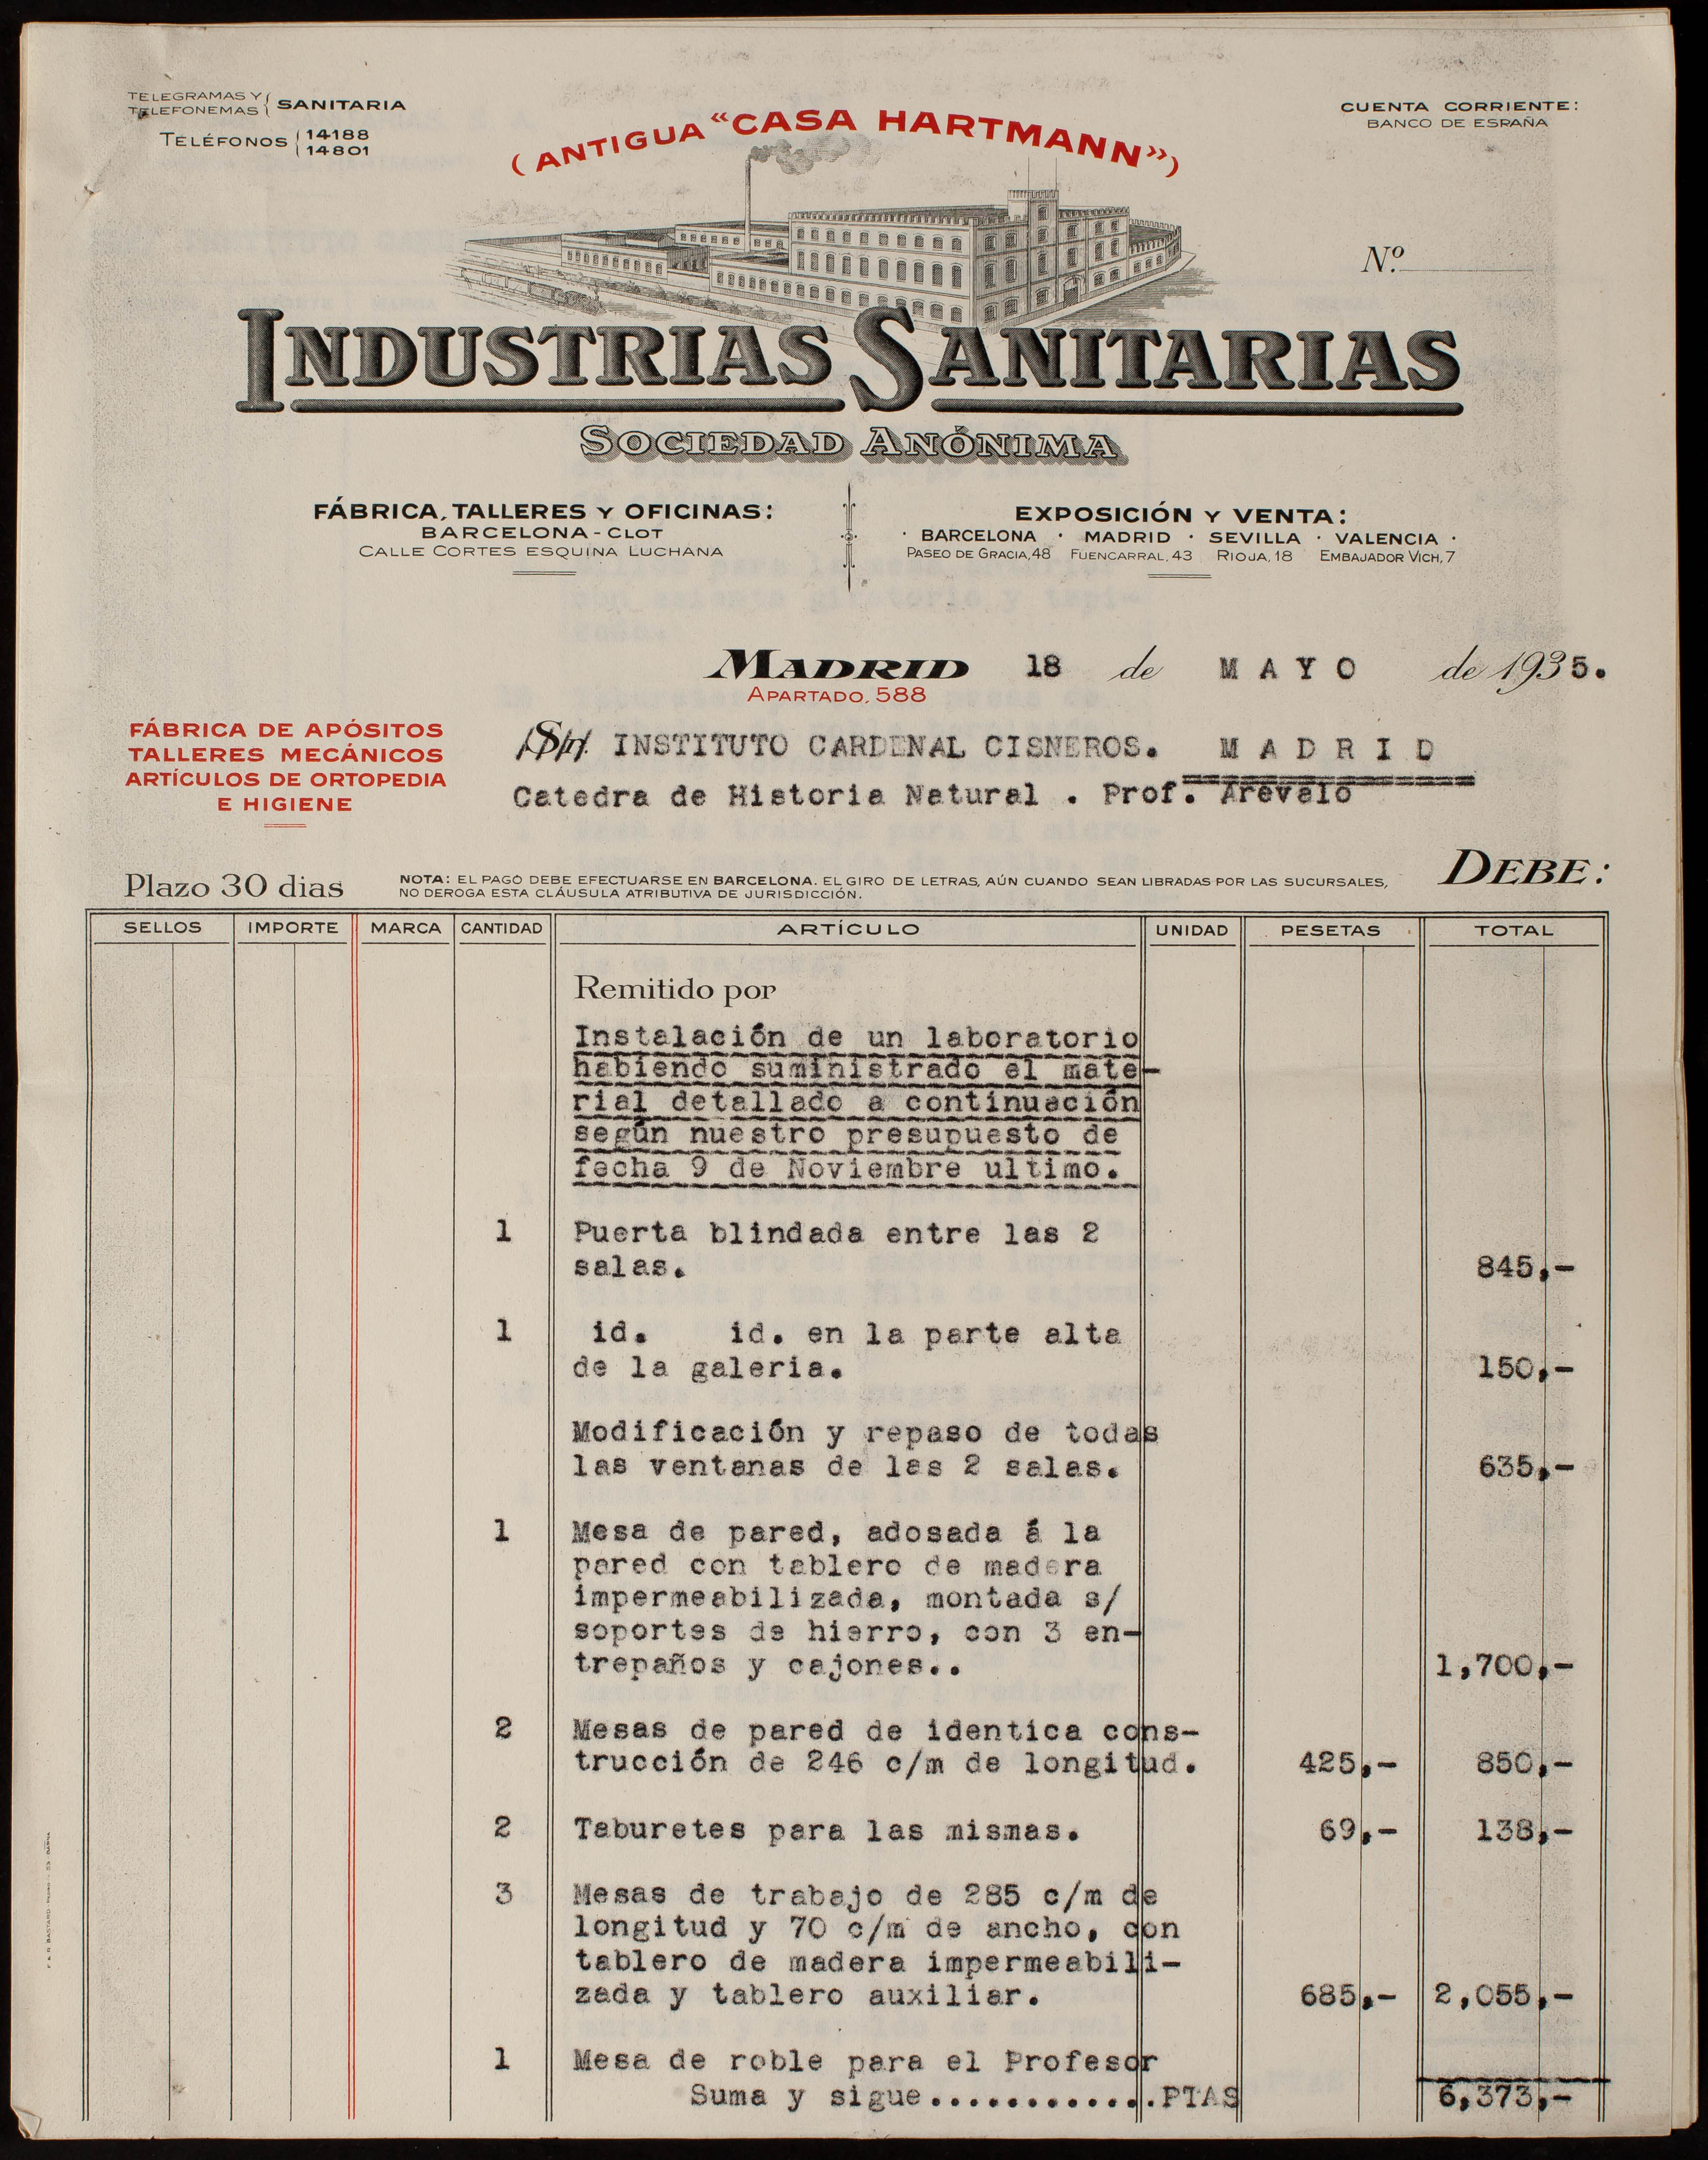 TELEGRAMAS Y
TELEFONEMAS SANITARIA
TELÉFONOS 14188
14801
(ANTIGUA "CASA HARTMANN")
CUENTA CORRIENTE:
BANCO DE ESPAÑA
Nº
INDUSTRIAS SANITARIAS
SOCIEDAD ANÓNIMA
FÁBRICA, TALLERES Y OFICINAS:
BARCELONA-CLOT
CALLE CORTES ESQUINA LUCHANA
EXPOSICIÓN Y VENTA:
· BARCELONA · MADRID · SEVILLA · VALENCIA ·
PASEO DE GRACIA, 48 FUENCARRAL, 43 RIOJA, 18 EMBAJADOR VICH, 7
MADRID 18 de MAYO de 1935.
APARTADO, 588
FÁBRICA DE APÓSITOS
TALLERES MECÁNICOS
ARTÍCULOS DE ORTOPEDIA
E HIGIENE
INSTITUTO CARDENAL CISNEROS. MADRID
Catedra de Historia Natural . Prof. Arévalo
Plazo 30 dias
NOTA: EL PAGO DEBE EFECTUARSE EN BARCELONA. EL GIRO DE LETRAS, AÚN CUANDO SEAN LIBRADAS POR LAS SUCURSALES,
NO DEROGA ESTA CLÁUSULA ATRIBUTIVA DE JURISDICCIÓN.
DEBE:
SELLOS IMPORTE MARCA CANTIDAD ARTÍCULO UNIDAD PESETAS TOTAL
Remitido por
Instalación de un laboratorio
habiendo suministrado el mate-
rial detallado a continuación
según nuestro presupuesto de
fecha 9 de Noviembre ultimo.
1 Puerta blindada entre las 2
salas. 845,-
1 id. id. en la parte alta
de la galeria. 150,-
Modificación y repaso de todas
las ventanas de las 2 salas. 635,-
1 Mesa de pared, adosada á la
pared con tablero de madera
impermeabilizada, montada s/
soportes de hierro, con 3 en-
trepaños y cajones.. 1,700,-
2 Mesas de pared de identica cons-
trucción de 246 c/m de longitud. 425,- 850,-
2 Taburetes para las mismas. 69,- 138,-
3 Mesas de trabajo de 285 c/m de
longitud y 70 c/m de ancho, con
tablero de madera impermeabili-
zada y tablero auxiliar. 685,- 2,055,-
1 Mesa de roble para el Profesor
Suma y sigue............PTAS 6,373,-